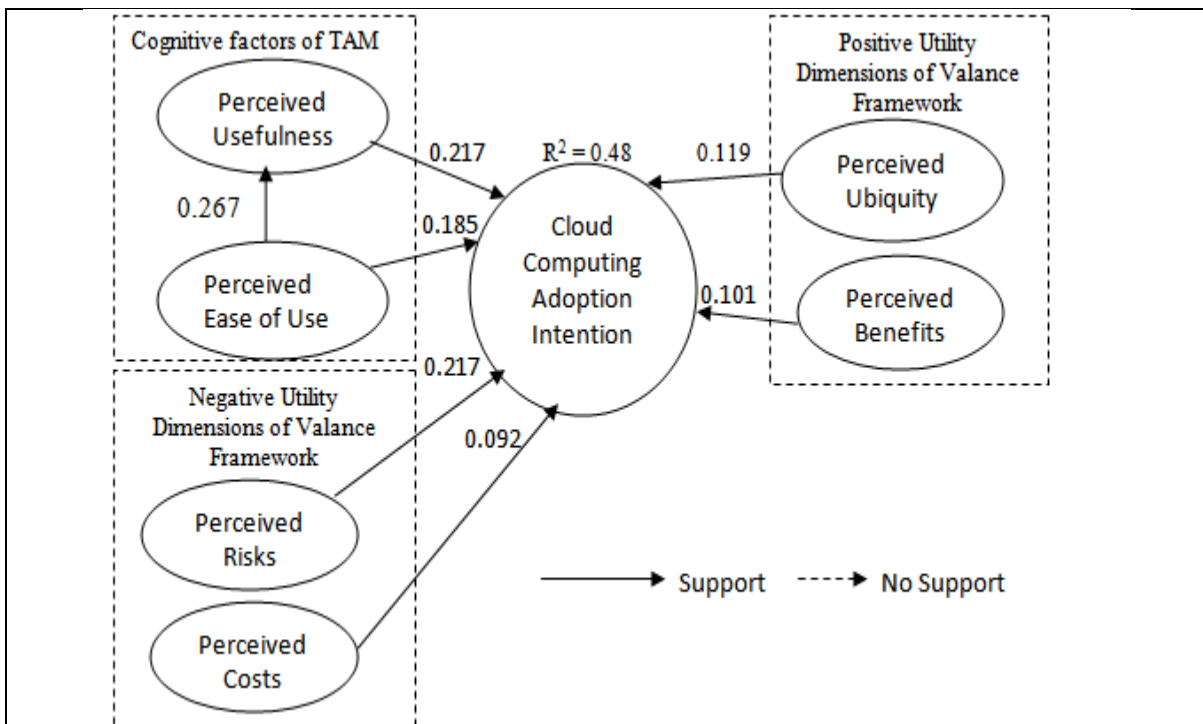 Cognitive factors of TAM
Perceived
Usefulness
0.267
Perceived
Ease of Use
0.217
0.185
R² = 0.48
Cloud
Computing
Adoption
Intention
0.119
0.101
Positive Utility
Dimensions of Valance
Framework
Perceived
Ubiquity
Perceived
Benefits
Negative Utility
Dimensions of Valance
Framework
Perceived
Risks
Perceived
Costs
0.217
0.092
Support
No Support